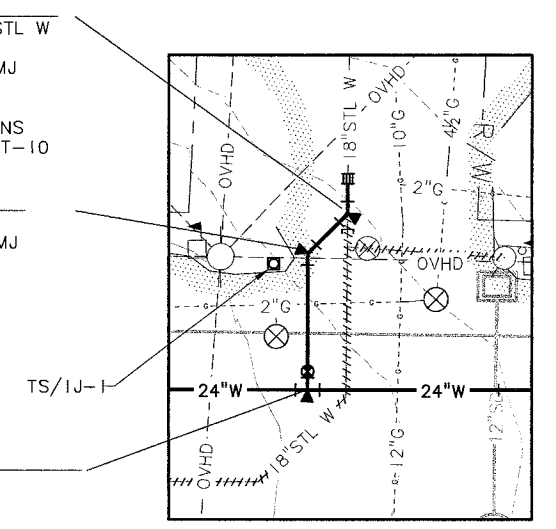 STL W
MJ
NS
T-10
MJ
TS/IJ-1
OVHD
18"STL W
OVHD
10"G
4½"G
R/W
2"G
OVHD
G
2"G
G
G
24"W
24"W
OVHD
18"STL W
12"G